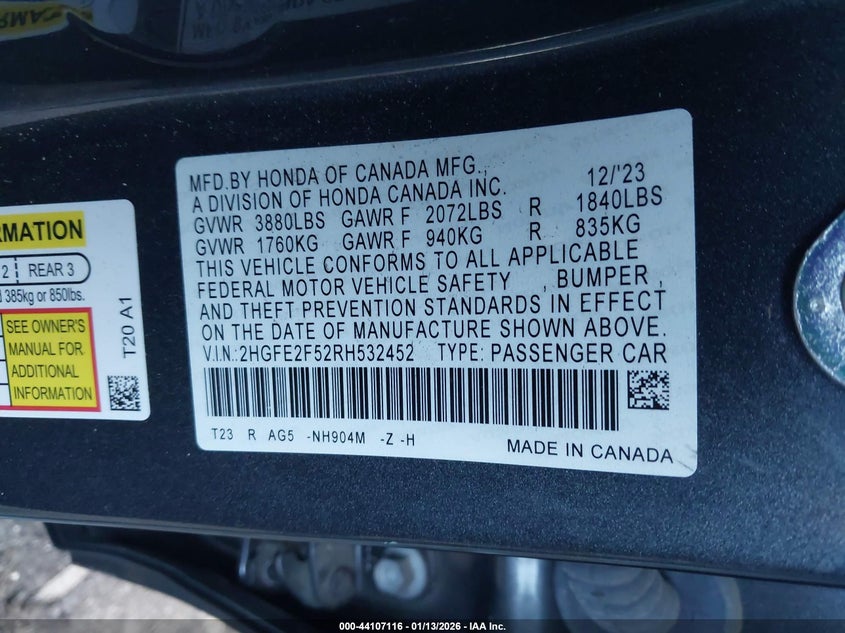 MFD.BY HONDA OF CANADA MFG., 12/'23
A DIVISION OF HONDA CANADA INC.
GVWR 3880LBS GAWR F 2072LBS R 1840LBS
GVWR 1760KG GAWR F 940KG R 835KG
THIS VEHICLE CONFORMS TO ALL APPLICABLE
FEDERAL MOTOR VEHICLE SAFETY , BUMPER ,
AND THEFT PREVENTION STANDARDS IN EFFECT
ON THE DATE OF MANUFACTURE SHOWN ABOVE.
V.I.N.:2HGFE2F52RH532452 TYPE: PASSENGER CAR
T23 R AG5 -NH904M -Z -H
MADE IN CANADA
2 REAR 3
385kg or 850lbs.
SEE OWNER'S
MANUAL FOR
ADDITIONAL
INFORMATION
T20 A1
000-44107116 - 01/13/2026 - IAA Inc.